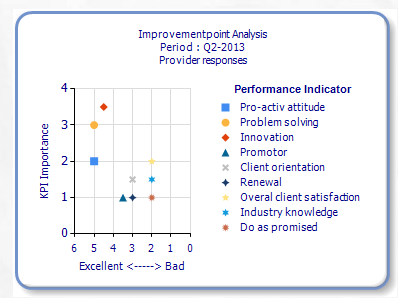 Improvementpoint Analysis
Period : Q2-2013
Provider responses
Performance Indicator
Pro-activ attitude
Problem solving
Innovation
Promotor
Client orientation
Renewal
Overal client satisfaction
Industry knowledge
Do as promised
KPI Importance
4
3
2
1
0
6 5 4 3 2 1 0
Excellent <-----> Bad